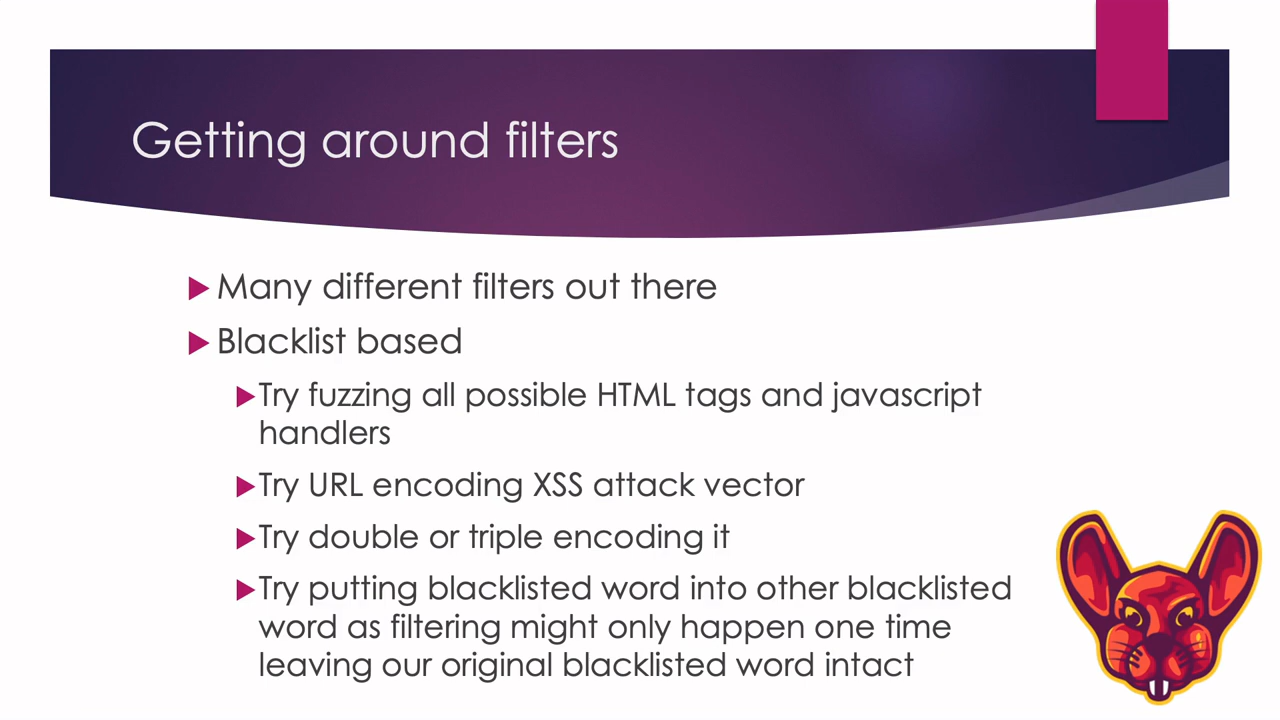 Getting around filters
Many different filters out there
Blacklist based
Try fuzzing all possible HTML tags and javascript
handlers
Try URL encoding XSS attack vector
Try double or triple encoding it
Try putting blacklisted word into other blacklisted
word as filtering might only happen one time
leaving our original blacklisted word intact